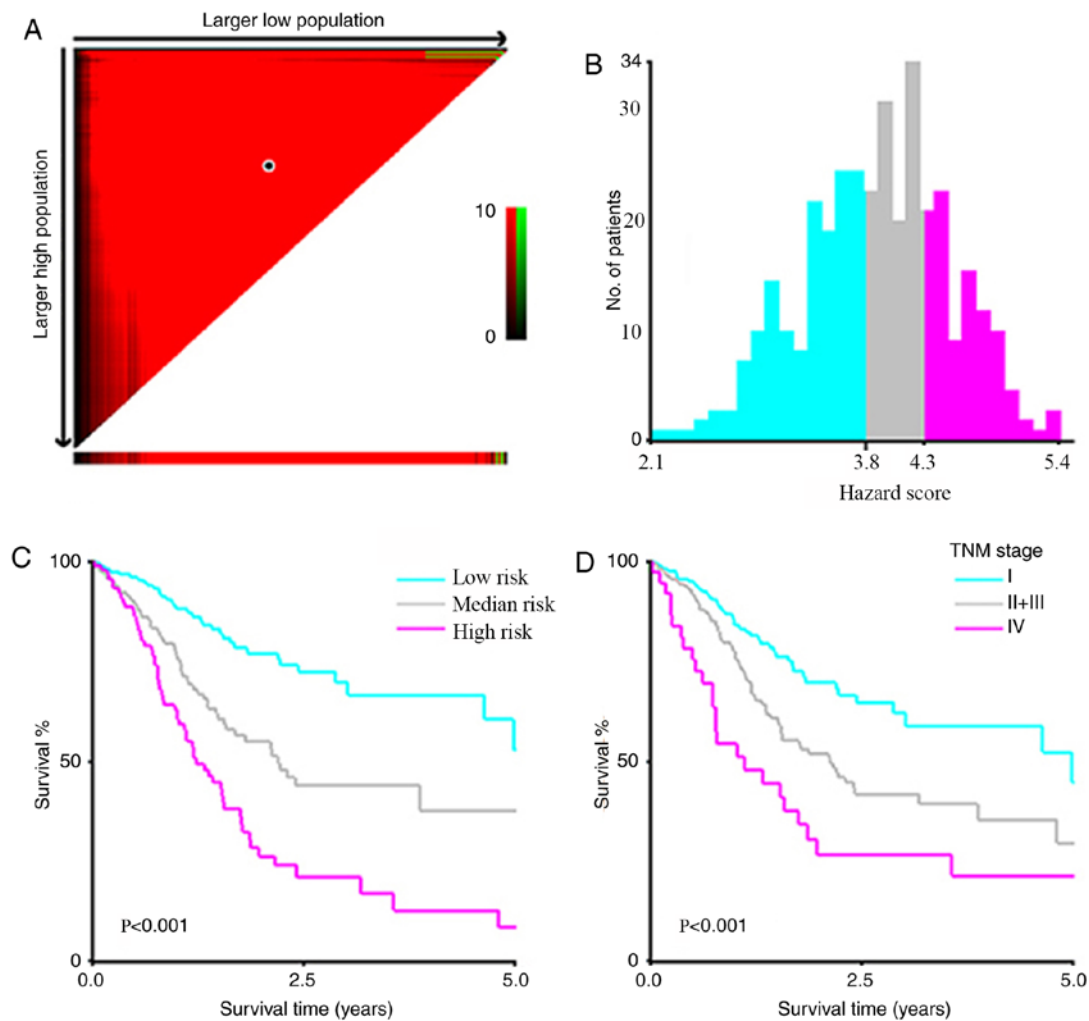 A
Larger low population
Larger high population
10
0
B
No. of patients
34
30
20
10
0
2.1
3.8
4.3
5.4
Hazard score
C
Survival %
100
50
0
Low risk
Median risk
High risk
P<0.001
0.0
2.5
5.0
Survival time (years)
D
Survival %
100
50
0
TNM stage
I
II+III
IV
P<0.001
0.0
2.5
5.0
Survival time (years)